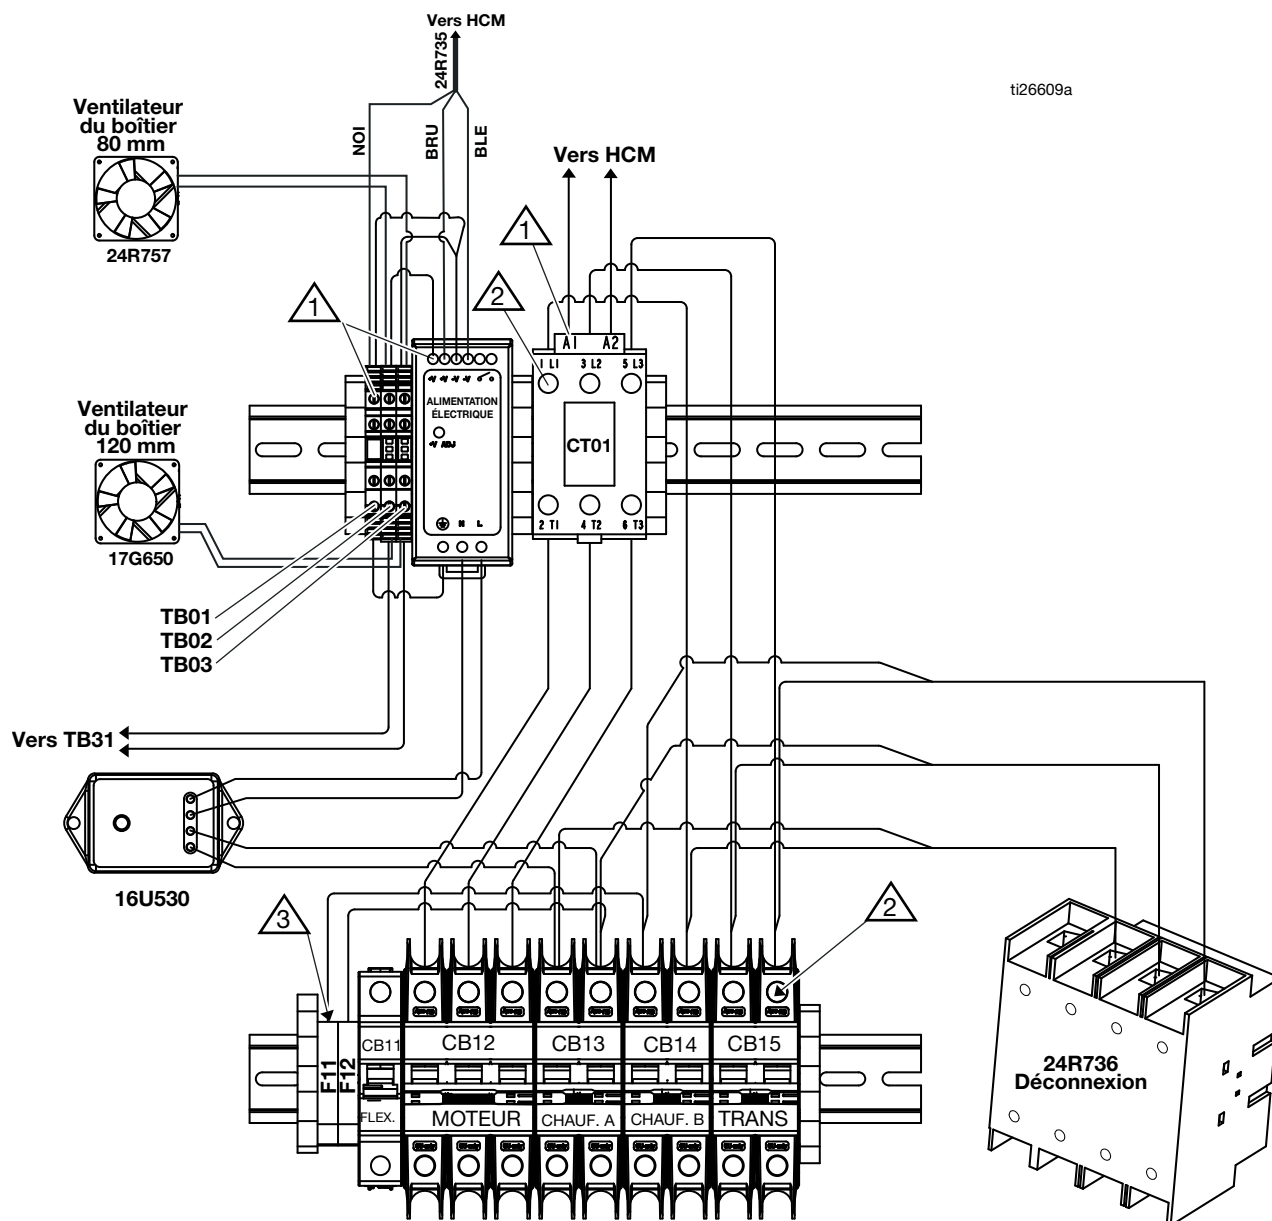 Vers HCM
24R735
ti26609a
Ventilateur
du boîtier
80 mm
24R757
NOI
BRU
BLE
Vers HCM
1
1
2
A1 A2
1 L1 3 L2 5 L3
+V +V -V -V
ALIMENTATION
ÉLECTRIQUE
+V ADJ
CT01
N L
2 T1 4 T2 6 T3
Ventilateur
du boîtier
120 mm
17G650
TB01
TB02
TB03
Vers TB31
16U530
3
2
F11
F12
CB11
CB12
CB13
CB14
CB15
FLEX.
MOTEUR
CHAUF. A
CHAUF. B
TRANS
24R736
Déconnexion